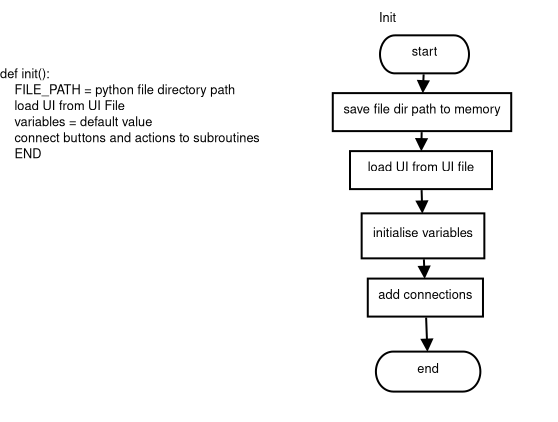 def init():
FILE_PATH = python file directory path
load UI from UI File
variables = default value
connect buttons and actions to subroutines
END
Init
start
save file dir path to memory
load UI from UI file
initialise variables
add connections
end